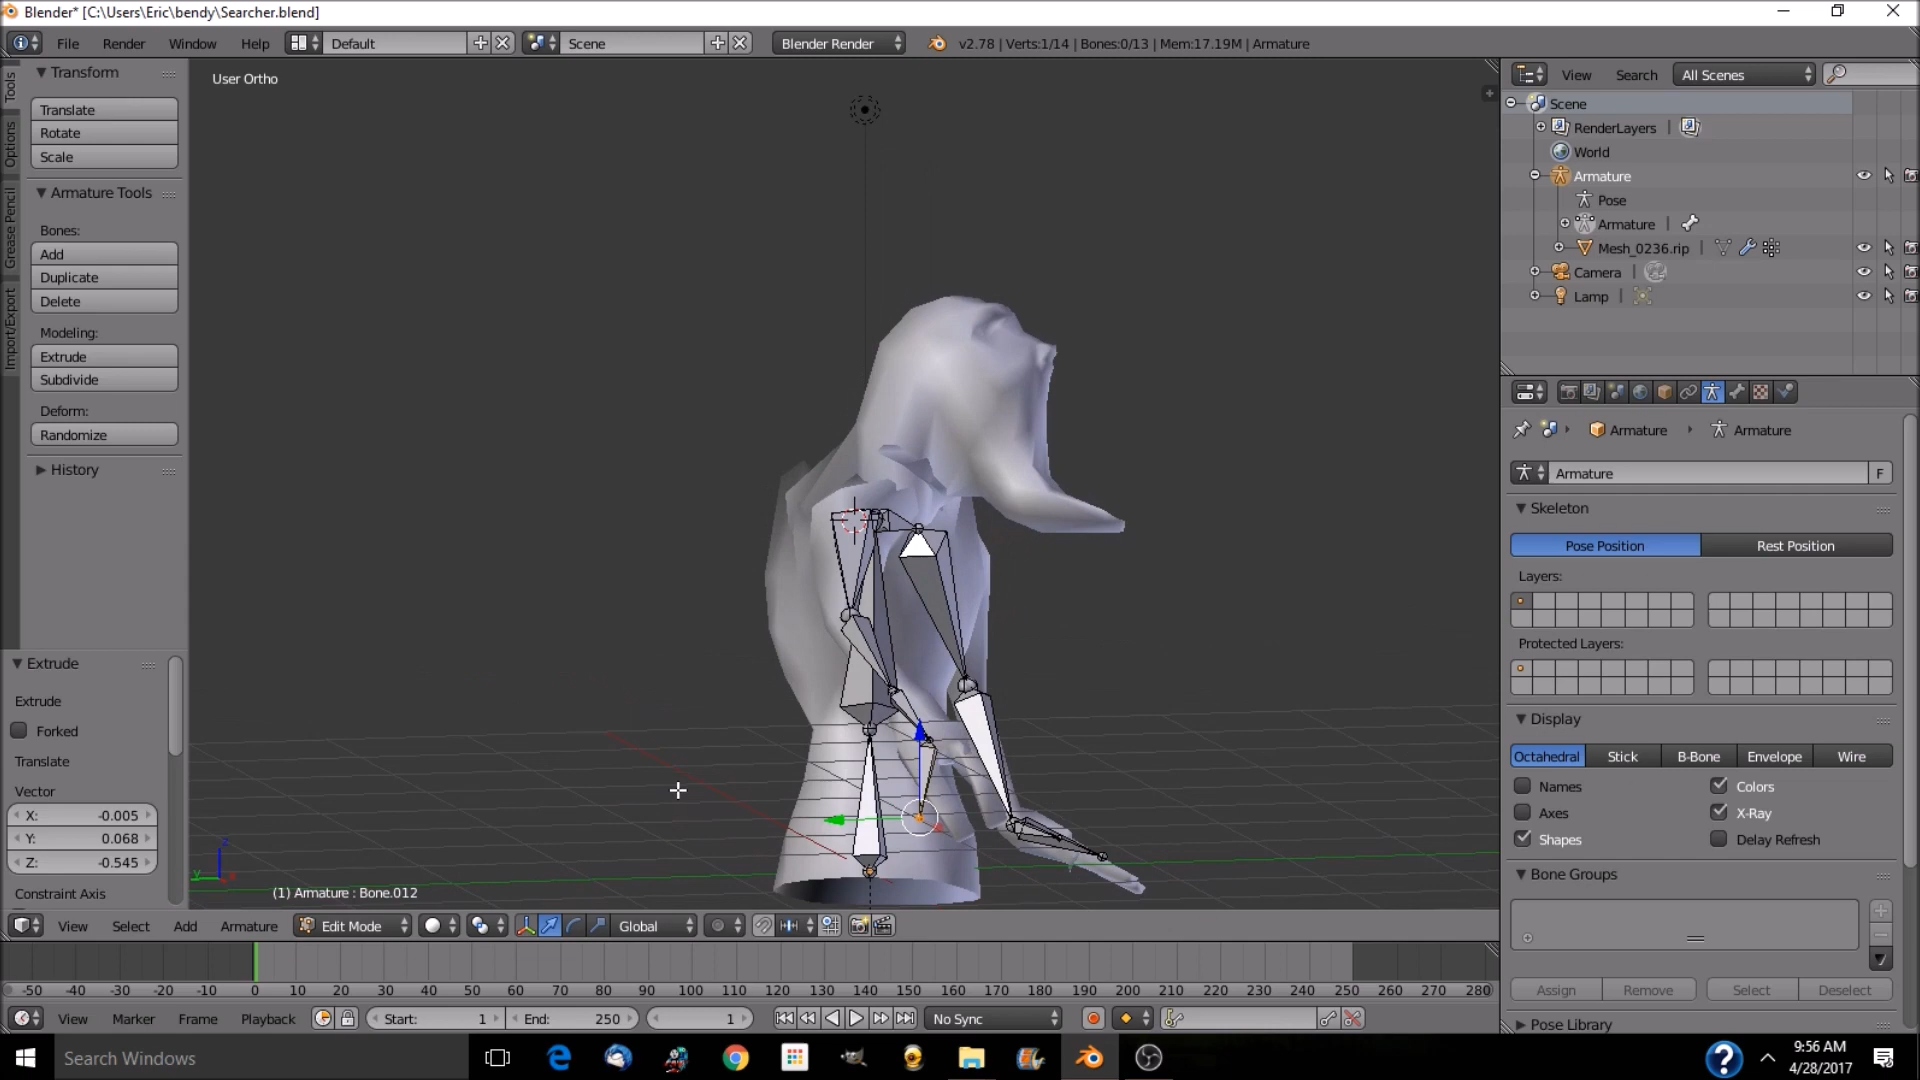 Blender* [C:\Users\Eric\bendy\Searcher.blend]
File Render Window Help Default Scene Blender Render v2.78 | Verts:1/14 | Bones:0/13 | Mem:17.19M | Armature
Tools
Options
Grease Pencil
Import/Export
Transform
Translate
Rotate
Scale
Armature Tools
Bones:
Add
Duplicate
Delete
Modeling:
Extrude
Subdivide
Deform:
Randomize
History
Extrude
Extrude
Forked
Translate
Vector
X: -0.005
Y: 0.068
Z: -0.545
Constraint Axis
User Ortho
(1) Armature : Bone.012
View Select Add Armature Edit Mode Global
View Search All Scenes
Scene
RenderLayers |
World
Armature
Pose
Armature |
Mesh_0236.rip |
Camera |
Lamp |
Armature Armature
Armature F
Skeleton
Pose Position Rest Position
Layers:
Protected Layers:
Display
Octahedral Stick B-Bone Envelope Wire
Names Colors
Axes X-Ray
Shapes Delay Refresh
Bone Groups
Assign Remove Select Deselect
Pose Library
-50 -40 -30 -20 -10 0 10 20 30 40 50 60 70 80 90 100 110 120 130 140 150 160 170 180 190 200 210 220 230 240 250 260 270 280
View Marker Frame Playback Start: 1 End: 250 1 No Sync
Search Windows
9:56 AM
4/28/2017